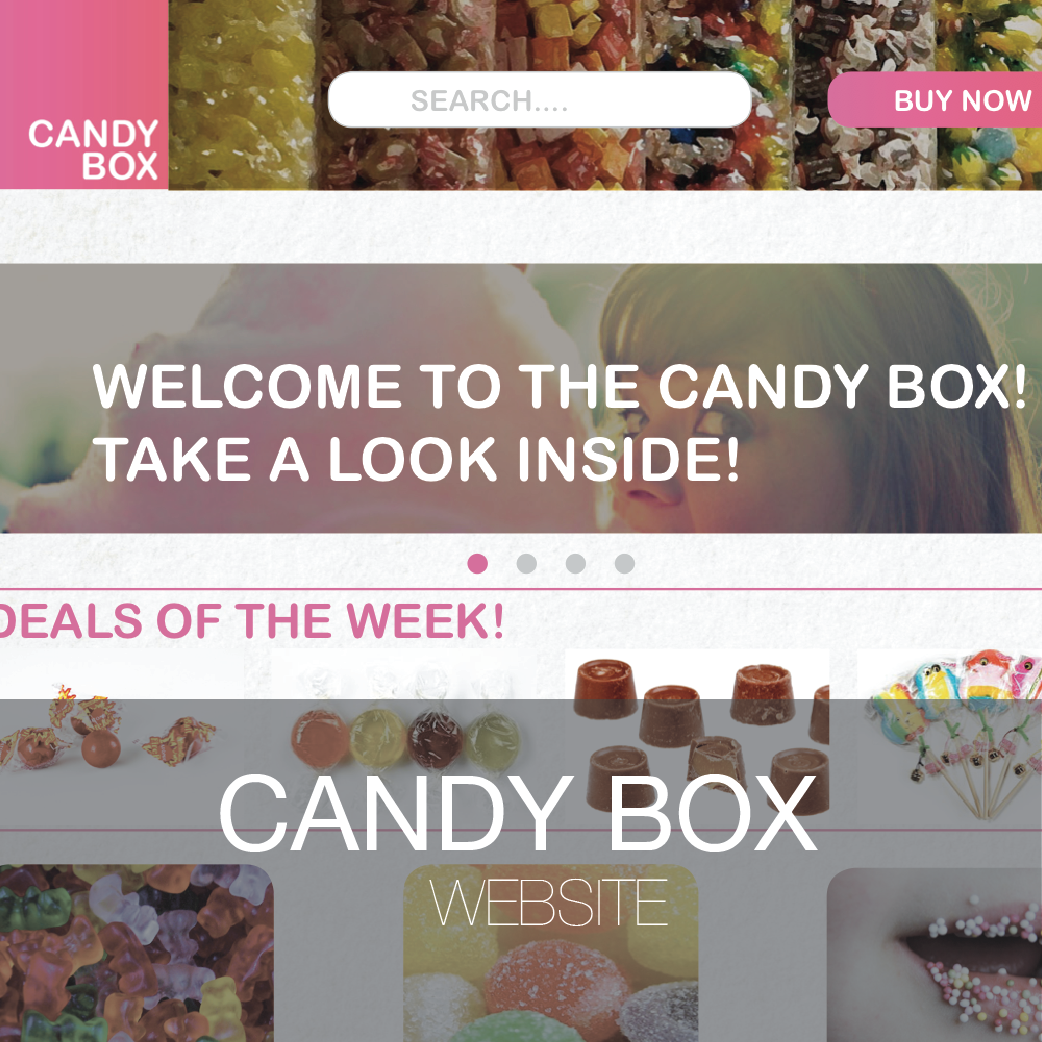 CANDY
BOX
SEARCH....
BUY NOW
WELCOME TO THE CANDY BOX!
TAKE A LOOK INSIDE!
DEALS OF THE WEEK!
CANDY BOX
WEBSITE